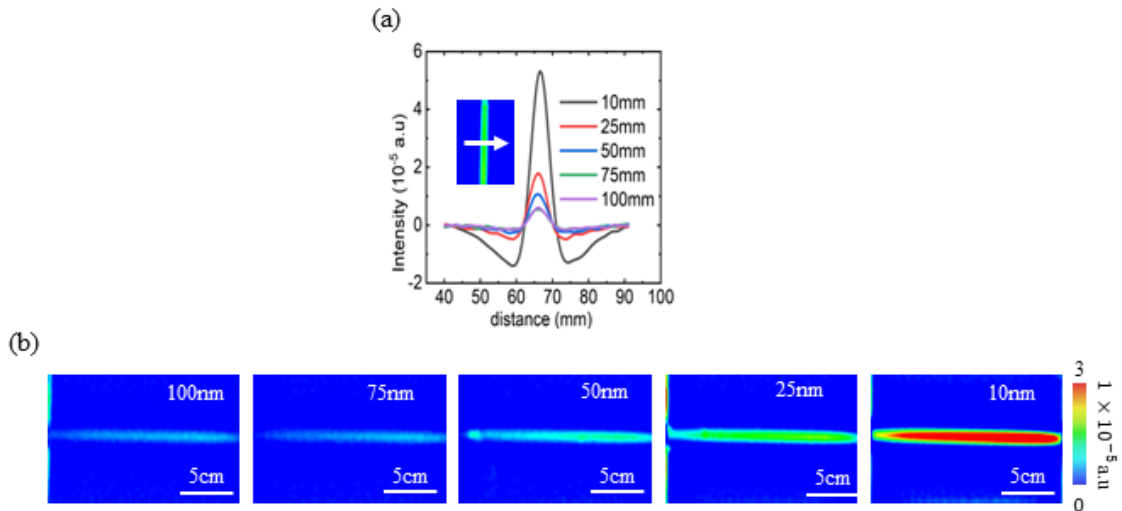 (a)
6
4
2
0
-2
Intensity (10⁻⁵ a.u)
10mm
25mm
50mm
75mm
100mm
40 50 60 70 80 90 100
distance (mm)
(b)
100nm
5cm
75nm
5cm
50nm
5cm
25nm
5cm
10nm
5cm
3
1 × 10⁻⁵ a.u
0